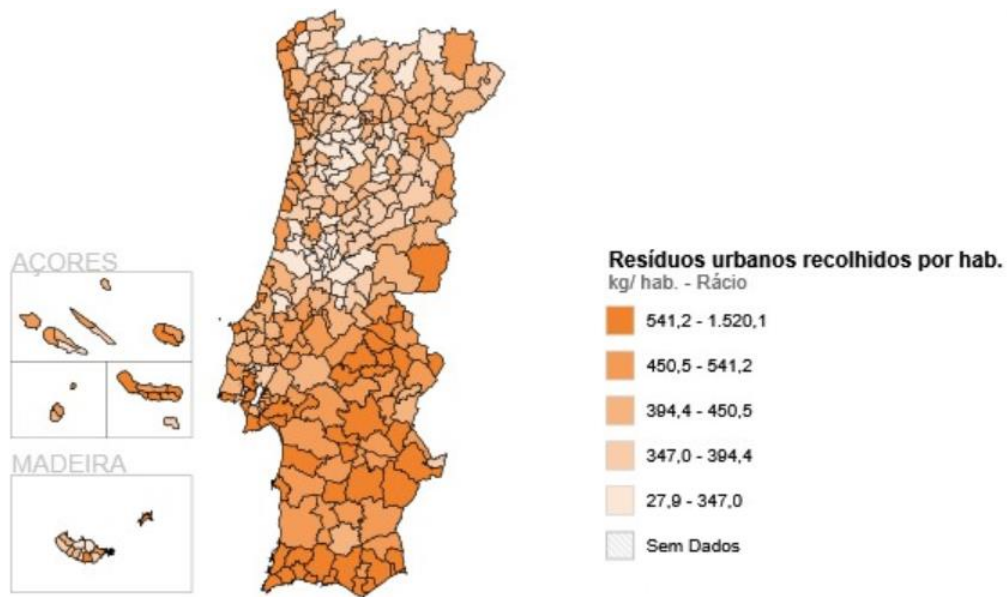 AÇORES
MADEIRA
Resíduos urbanos recolhidos por hab.
kg/ hab. - Rácio
541,2 - 1.520,1
450,5 - 541,2
394,4 - 450,5
347,0 - 394,4
27,9 - 347,0
Sem Dados